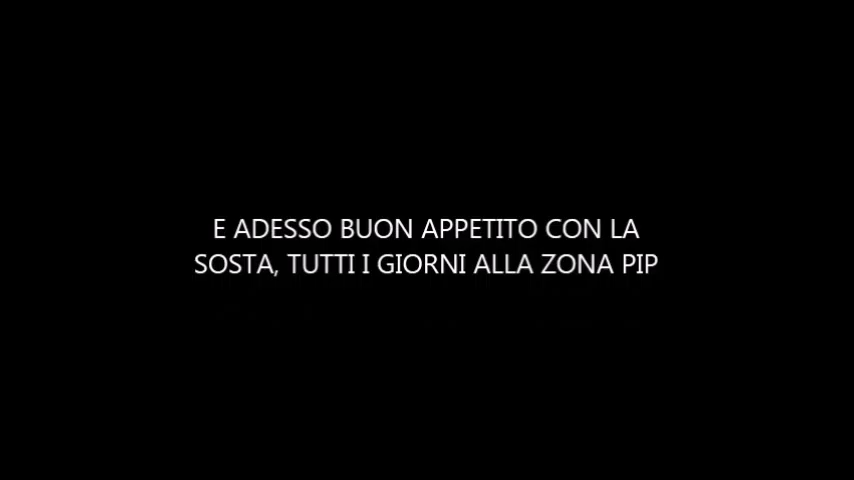 E ADESSO BUON APPETITO CON LA
SOSTA, TUTTI I GIORNI ALLA ZONA PIP